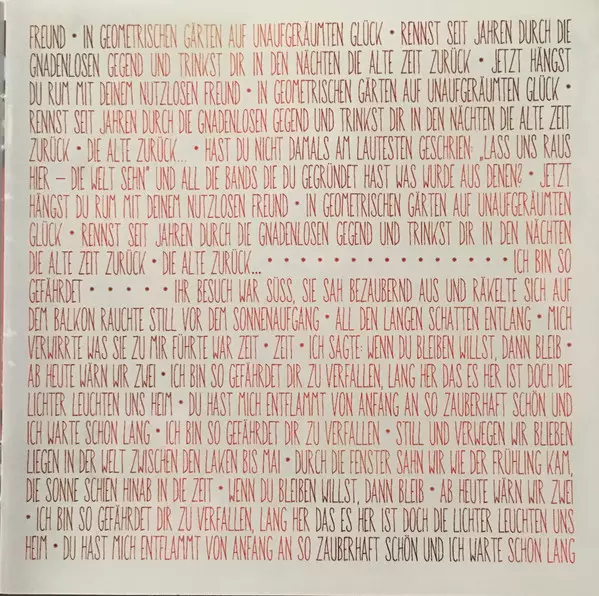 FREUND • IN GEOMETRISCHEN GÄRTEN AUF UNAUFGERÄUMTEN GLÜCK • RENNST SEIT JAHREN DURCH DIE
GNADENLOSEN GEGEND UND TRINKST DIR IN DEN NÄCHTEN DIE ALTE ZEIT ZURÜCK • JETZT HÄNGST
DU RUM MIT DEINEM NUTZLOSEN FREUND • IN GEOMETRISCHEN GÄRTEN AUF UNAUFGERÄUMTEN GLÜCK •
RENNST SEIT JAHREN DURCH DIE GNADENLOSEN GEGEND UND TRINKST DIR IN DEN NÄCHTEN DIE ALTE ZEIT
ZURÜCK • DIE ALTE ZURÜCK... • HAST DU NICHT DAMALS AM LAUTESTEN GESCHRIEN: „LASS UNS RAUS
HIER – DIE WELT SEHN" UND ALL DIE BANDS DIE DU GEGRÜNDET HAST WAS WURDE AUS DENEN? • JETZT
HÄNGST DU RUM MIT DEINEM NUTZLOSEN FREUND • IN GEOMETRISCHEN GÄRTEN AUF UNAUFGERÄUMTEN
GLÜCK • RENNST SEIT JAHREN DURCH DIE GNADENLOSEN GEGEND UND TRINKST DIR IN DEN NÄCHTEN
DIE ALTE ZEIT ZURÜCK • DIE ALTE ZURÜCK... • • • • • • • • • • • • • • • • ICH BIN SO
GEFÄHRDET • • • • • IHR BESUCH WAR SÜSS, SIE SAH BEZAUBERND AUS UND RÄKELTE SICH AUF
DEM BALKON RAUCHTE STILL VOR DEM SONNENAUFGANG • ALL DEN LANGEN SCHATTEN ENTLANG • MICH
VERWIRRTE WAS SIE ZU MIR FÜHRTE WAR ZEIT • ZEIT • ICH SAGTE: WENN DU BLEIBEN WILLST, DANN BLEIB •
AB HEUTE WÄRN WIR ZWEI • ICH BIN SO GEFÄHRDET DIR ZU VERFALLEN, LANG HER DAS ES HER IST DOCH DIE
LICHTER LEUCHTEN UNS HEIM • DU HAST MICH ENTFLAMMT VON ANFANG AN SO ZAUBERHAFT SCHÖN UND
ICH WARTE SCHON LANG • ICH BIN SO GEFÄHRDET DIR ZU VERFALLEN • STILL UND VERWEGEN WIR BLIEBEN
LIEGEN IN DER WELT ZWISCHEN DEN LAKEN BIS MAI • DURCH DIE FENSTER SAHN WIR WIE DER FRÜHLING KAM,
DIE SONNE SCHIEN HINAB IN DIE ZEIT • WENN DU BLEIBEN WILLST, DANN BLEIB • AB HEUTE WÄRN WIR ZWEI
• ICH BIN SO GEFÄHRDET DIR ZU VERFALLEN, LANG HER DAS ES HER IST DOCH DIE LICHTER LEUCHTEN UNS
HEIM • DU HAST MICH ENTFLAMMT VON ANFANG AN SO ZAUBERHAFT SCHÖN UND ICH WARTE SCHON LANG